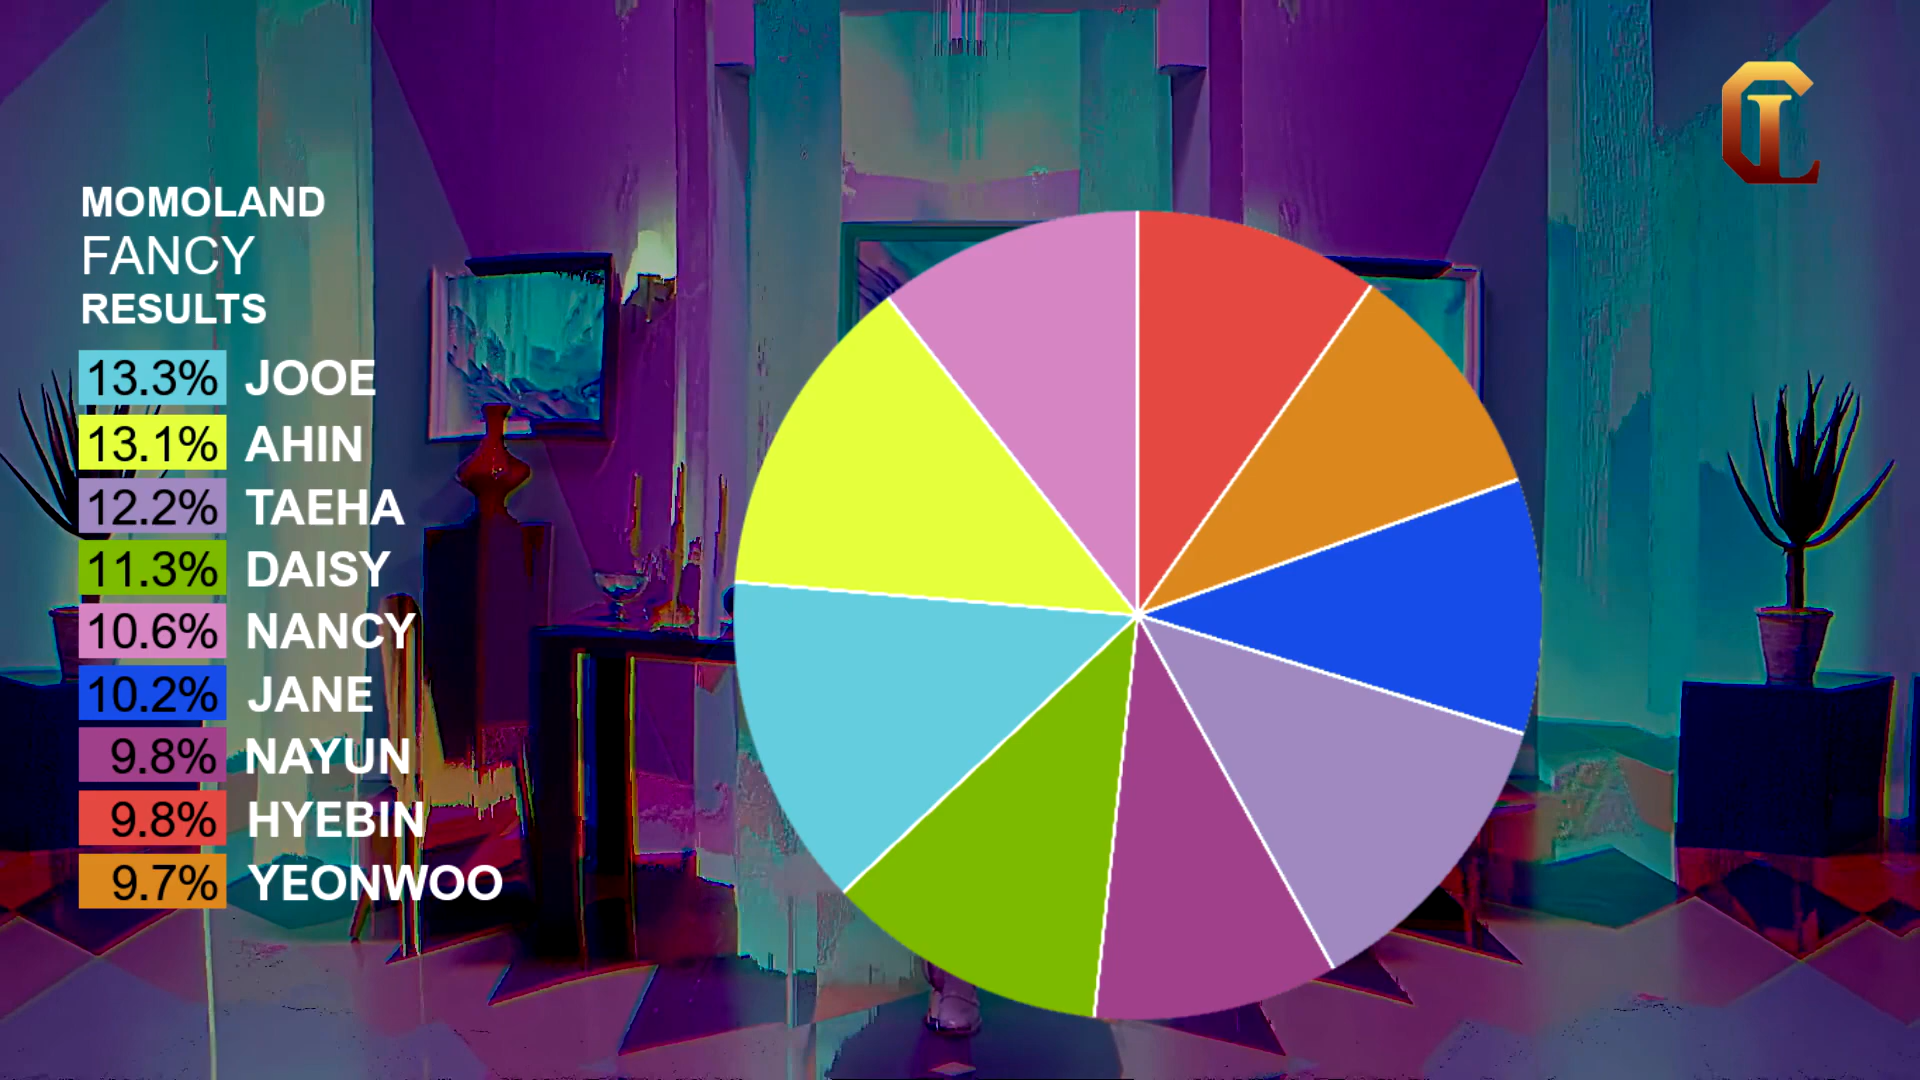 MOMOLAND
FANCY
RESULTS
13.3% JOOE
13.1% AHIN
12.2% TAEHA
11.3% DAISY
10.6% NANCY
10.2% JANE
9.8% NAYUN
9.8% HYEBIN
9.7% YEONWOO